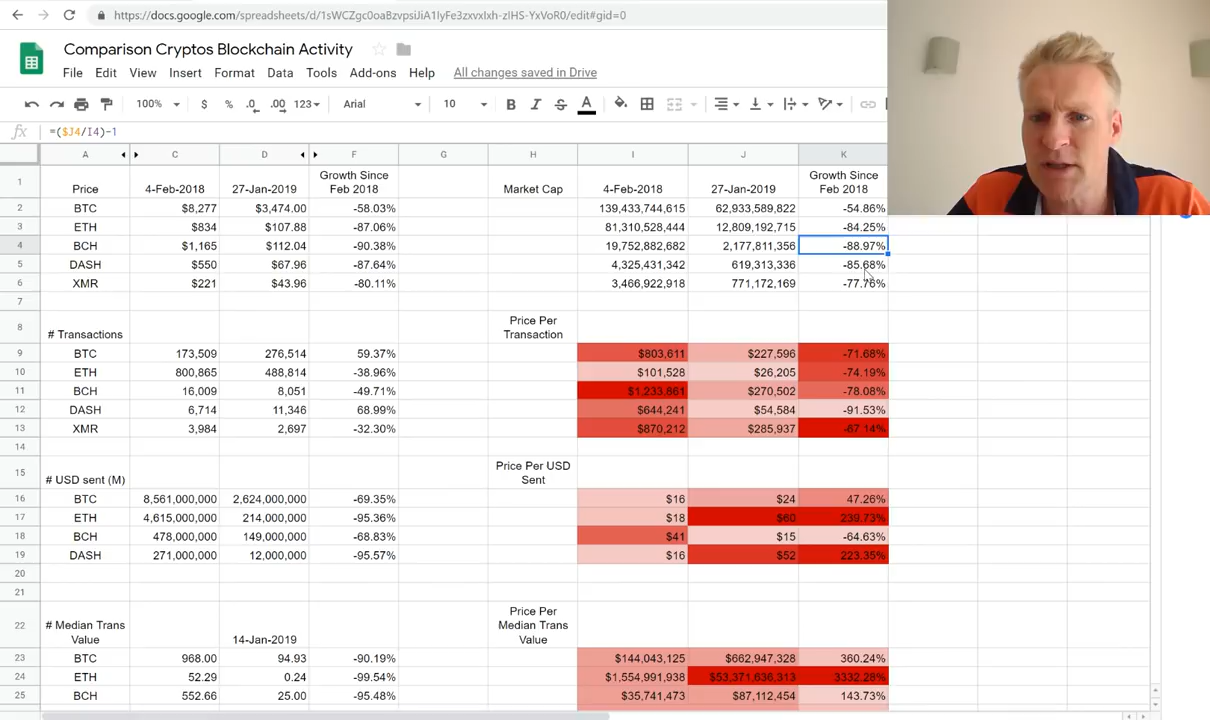 https://docs.google.com/spreadsheets/d/1sWCZgc0oaBzvpsiJiA1IyFe3zxvxIxh-zIHS-YxVoR0/edit#gid=0
Comparison Cryptos Blockchain Activity
File Edit View Insert Format Data Tools Add-ons Help All changes saved in Drive
100% $ % .0 .00 123 Arial 10 B I S A
fx =($J4/I4)-1
A C D F G H I J K
1 Price 4-Feb-2018 27-Jan-2019 Growth Since Feb 2018 Market Cap 4-Feb-2018 27-Jan-2019 Growth Since Feb 2018
2 BTC $8,277 $3,474.00 -58.03% 139,433,744,615 62,933,589,822 -54.86%
3 ETH $834 $107.88 -87.06% 81,310,528,444 12,809,192,715 -84.25%
4 BCH $1,165 $112.04 -90.38% 19,752,882,682 2,177,811,356 -88.97%
5 DASH $550 $67.96 -87.64% 4,325,431,342 619,313,336 -85.68%
6 XMR $221 $43.96 -80.11% 3,466,922,918 771,172,169 -77.76%
7
8 # Transactions Price Per Transaction
9 BTC 173,509 276,514 59.37% $803,611 $227,596 -71.68%
10 ETH 800,865 488,814 -38.96% $101,528 $26,205 -74.19%
11 BCH 16,009 8,051 -49.71% $1,233,861 $270,502 -78.08%
12 DASH 6,714 11,346 68.99% $644,241 $54,584 -91.53%
13 XMR 3,984 2,697 -32.30% $870,212 $285,937 -67.14%
14
15 # USD sent (M) Price Per USD Sent
16 BTC 8,561,000,000 2,624,000,000 -69.35% $16 $24 47.26%
17 ETH 4,615,000,000 214,000,000 -95.36% $18 $60 239.73%
18 BCH 478,000,000 149,000,000 -68.83% $41 $15 -64.63%
19 DASH 271,000,000 12,000,000 -95.57% $16 $52 223.35%
20
21
22 # Median Trans Value 14-Jan-2019 Price Per Median Trans Value
23 BTC 968.00 94.93 -90.19% $144,043,125 $662,947,328 360.24%
24 ETH 52.29 0.24 -99.54% $1,554,991,938 $53,371,636,313 3332.28%
25 BCH 552.66 25.00 -95.48% $35,741,473 $87,112,454 143.73%